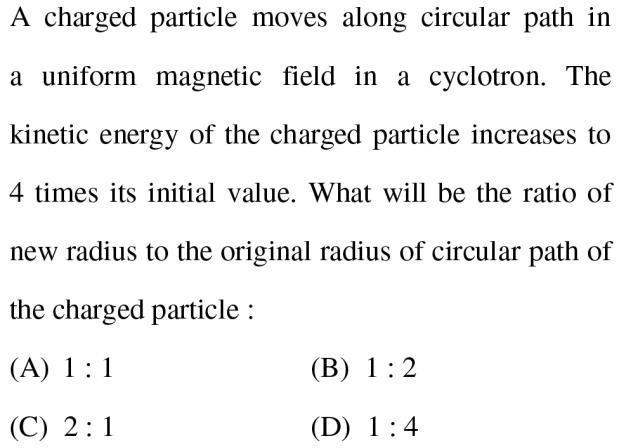 A charged particle moves along circular path in
a uniform magnetic field in a cyclotron. The
kinetic energy of the charged particle increases to
4 times its initial value. What will be the ratio of
new radius to the original radius of circular path of
the charged particle :
(A) 1 : 1 (B) 1 : 2
(C) 2 : 1 (D) 1 : 4